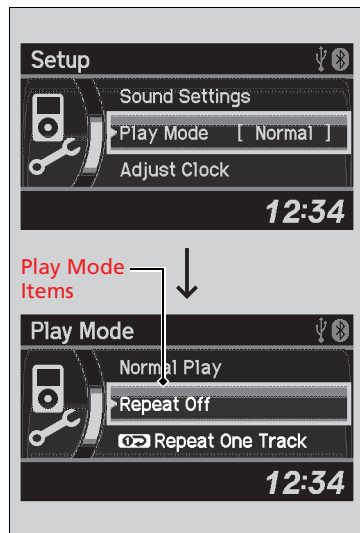 Setup
Sound Settings
Play Mode [ Normal ]
Adjust Clock
12:34
Play Mode
Items
Play Mode
Normal Play
Repeat Off
Repeat One Track
12:34